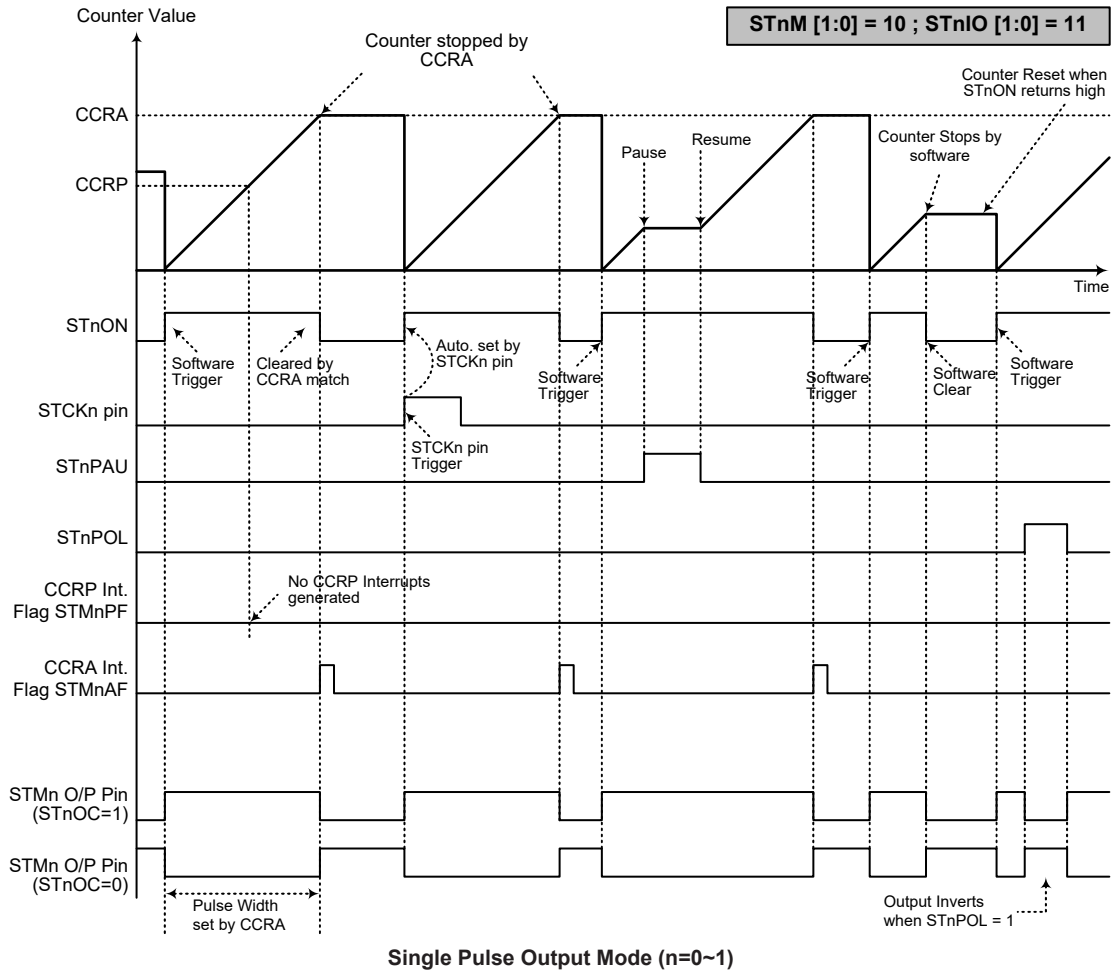 Counter Value
STnM [1:0] = 10 ; STnIO [1:0] = 11
Counter stopped by
CCRA
Counter Reset when
STnON returns high
CCRA
Pause
Resume
Counter Stops by
software
CCRP
Time
STnON
Software
Trigger
Cleared by
CCRA match
Auto. set by
STCKn pin
Software
Trigger
Software
Trigger
Software
Clear
Software
Trigger
STCKn pin
STCKn pin
Trigger
STnPAU
STnPOL
CCRP Int.
Flag STMnPF
No CCRP Interrupts
generated
CCRA Int.
Flag STMnAF
STMn O/P Pin
(STnOC=1)
STMn O/P Pin
(STnOC=0)
Pulse Width
set by CCRA
Output Inverts
when STnPOL = 1
Single Pulse Output Mode (n=0~1)